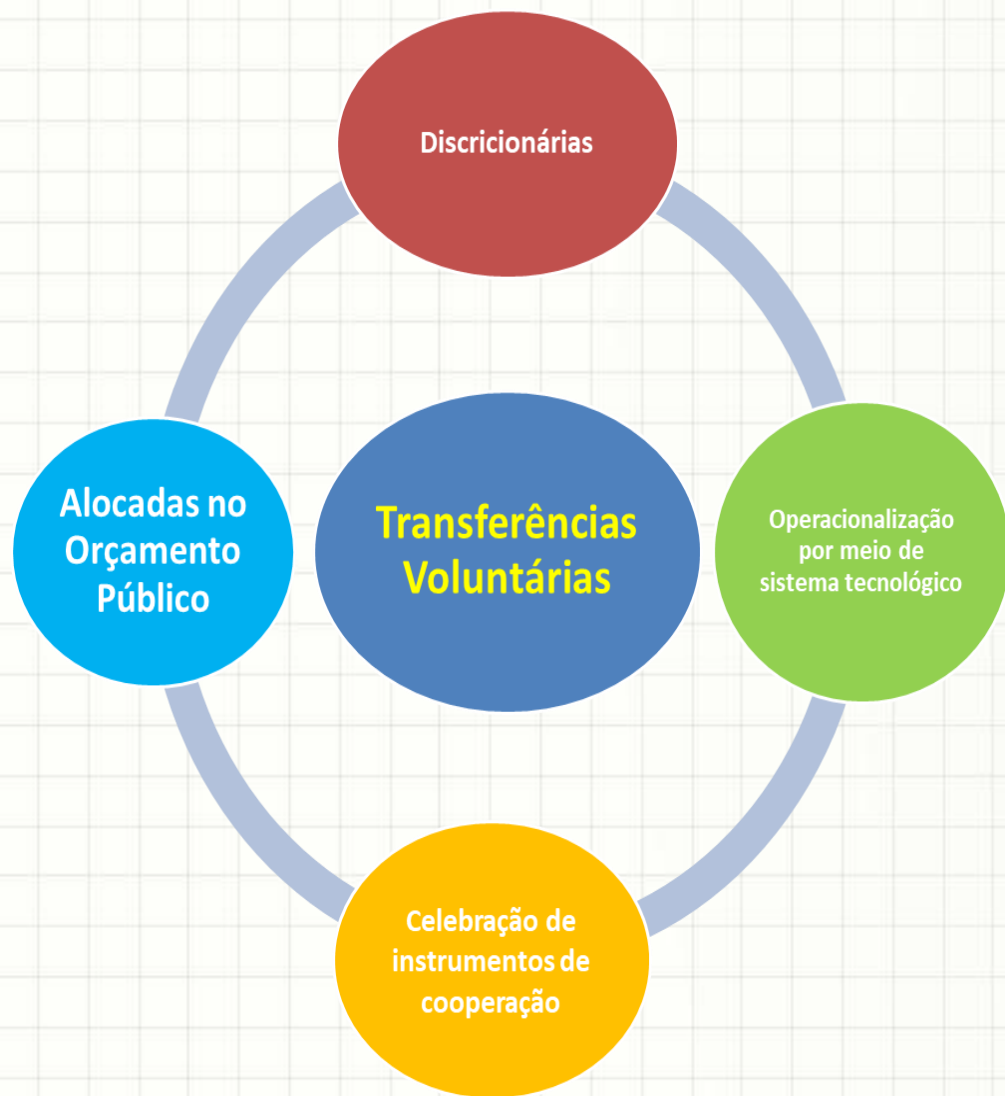 Discricionárias
Alocadas no
Orçamento
Público
Transferências
Voluntárias
Operacionalização
por meio de
sistema tecnológico
Celebração de
instrumentos de
cooperação